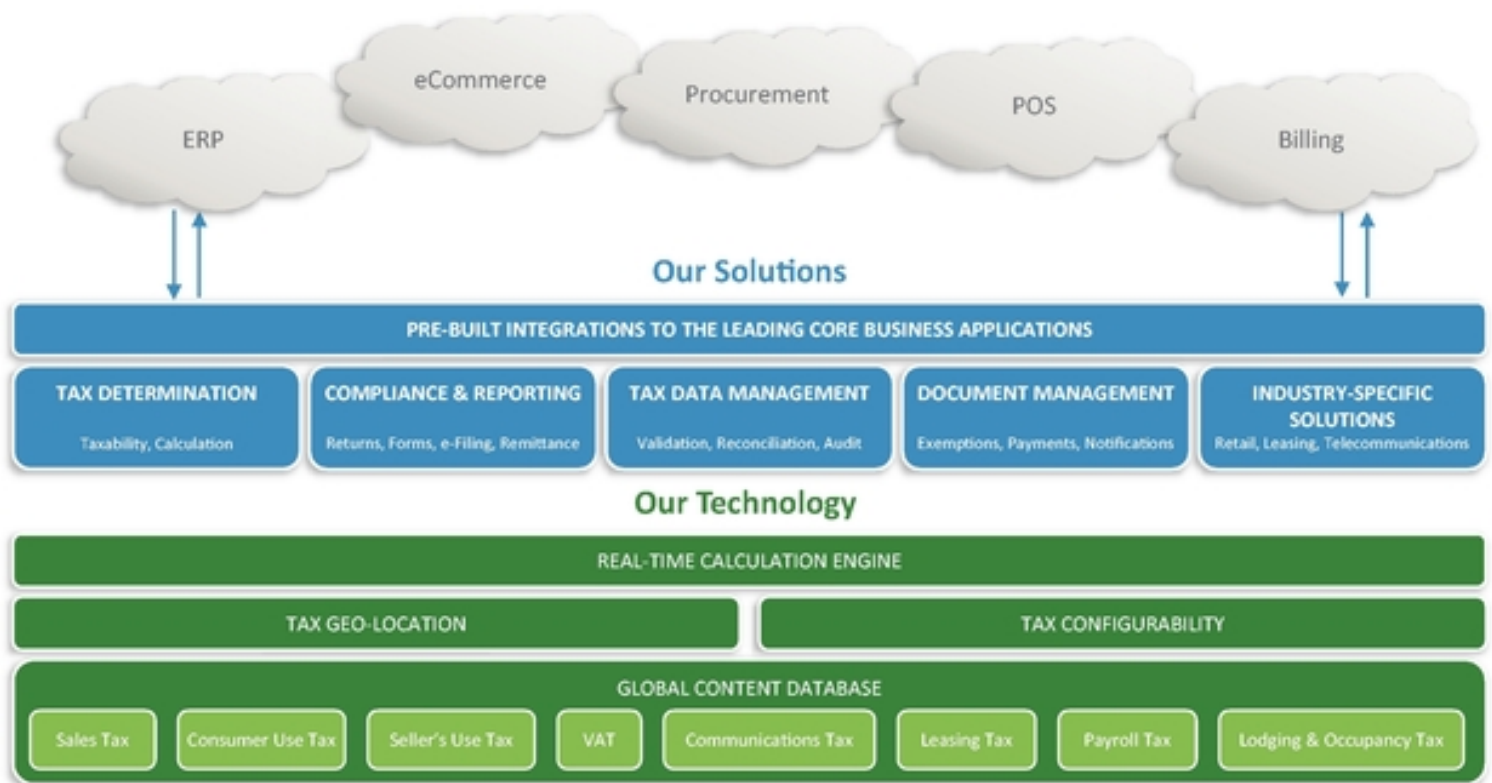 eCommerce
Procurement
POS
ERP
Billing
Our Solutions
PRE-BUILT INTEGRATIONS TO THE LEADING CORE BUSINESS APPLICATIONS
TAX DETERMINATION
Taxability, Calculation
COMPLIANCE & REPORTING
Returns, Forms, e-Filing, Remittance
TAX DATA MANAGEMENT
Validation, Reconciliation, Audit
DOCUMENT MANAGEMENT
Exemptions, Payments, Notifications
INDUSTRY-SPECIFIC
SOLUTIONS
Retail, Leasing, Telecommunications
Our Technology
REAL-TIME CALCULATION ENGINE
TAX GEO-LOCATION
TAX CONFIGURABILITY
GLOBAL CONTENT DATABASE
Sales Tax
Consumer Use Tax
Seller's Use Tax
VAT
Communications Tax
Leasing Tax
Payroll Tax
Lodging & Occupancy Tax